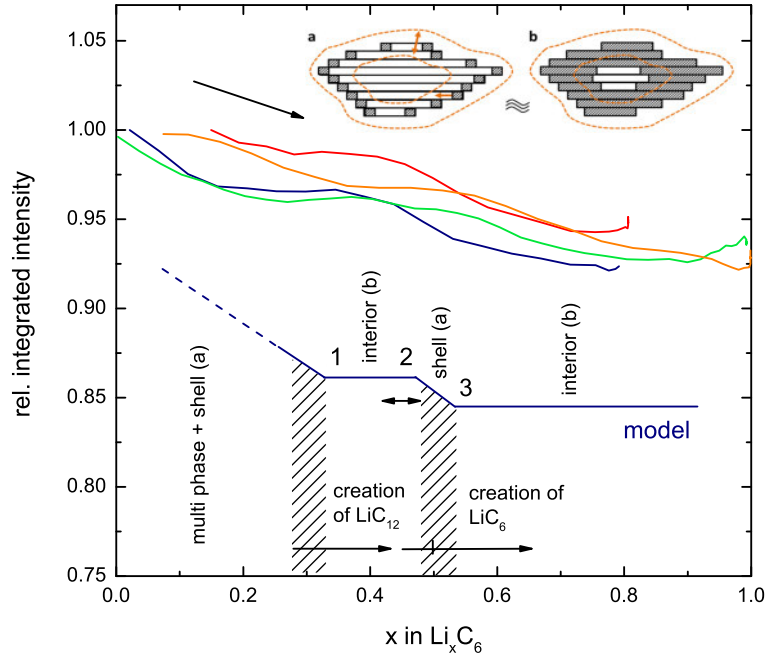 a
b
1.05
1.00
0.95
0.90
0.85
0.80
0.75
rel. integrated intensity
interior (b)
shell (a)
interior (b)
1
2
3
model
multi phase + shell (a)
creation
of LiC12
creation of
LiC6
0.0
0.2
0.4
0.6
0.8
1.0
x in LixC6